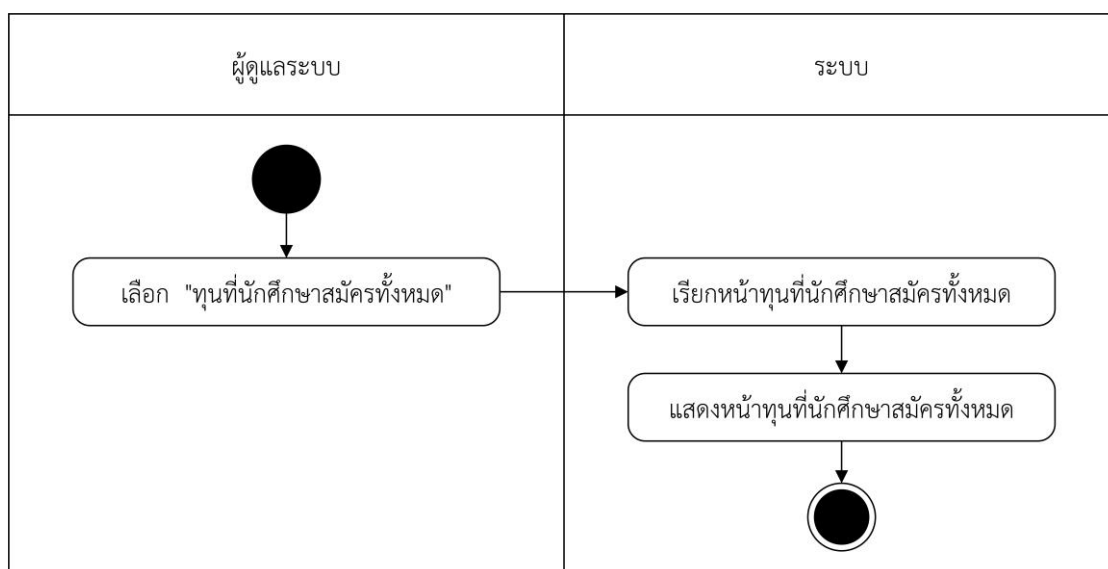 ผู้ดูแลระบบ
ระบบ
เลือก "ทุนที่นักศึกษาสมัครทั้งหมด"
เรียกหน้าทุนที่นักศึกษาสมัครทั้งหมด
แสดงหน้าทุนที่นักศึกษาสมัครทั้งหมด